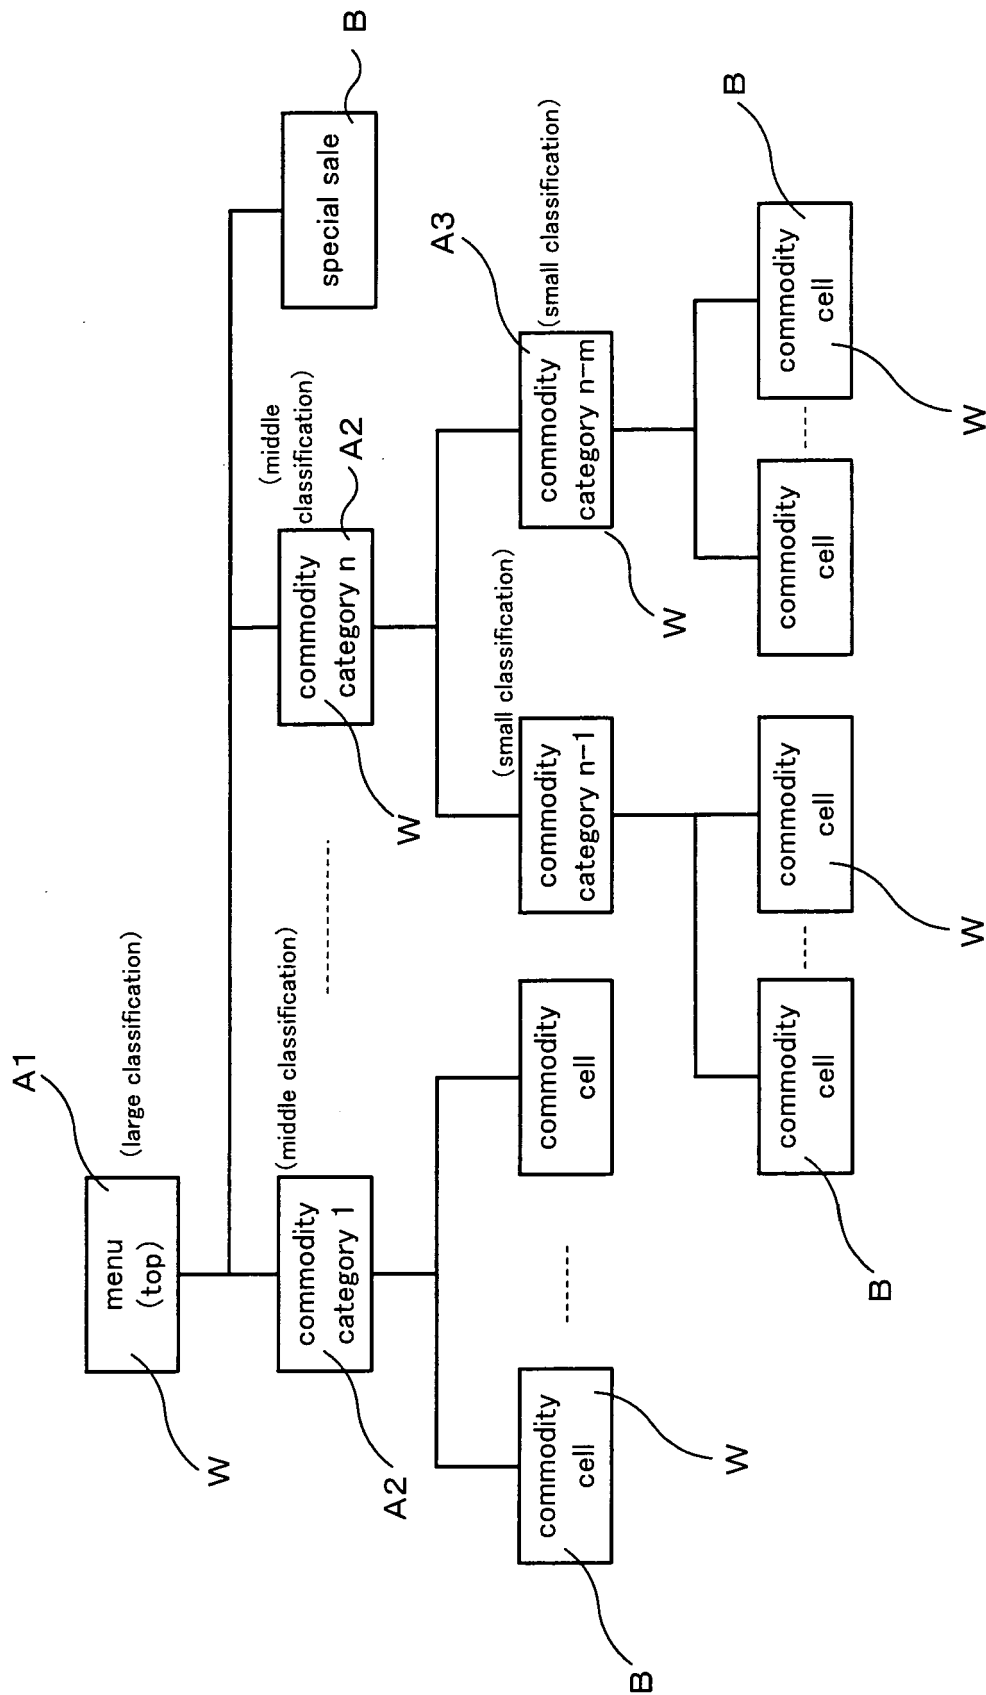 A1
menu
(top)
(large classification)
W
B
special sale
(middle classification)
commodity
category 1
A2
(middle
classification)
commodity
category n
A2
W
commodity
cell
B
W
commodity
cell
(small classification)
commodity
category n-1
A3
(small classification)
commodity
category n-m
W
commodity
cell
B
commodity
cell
W
commodity
cell
commodity
cell
B
W